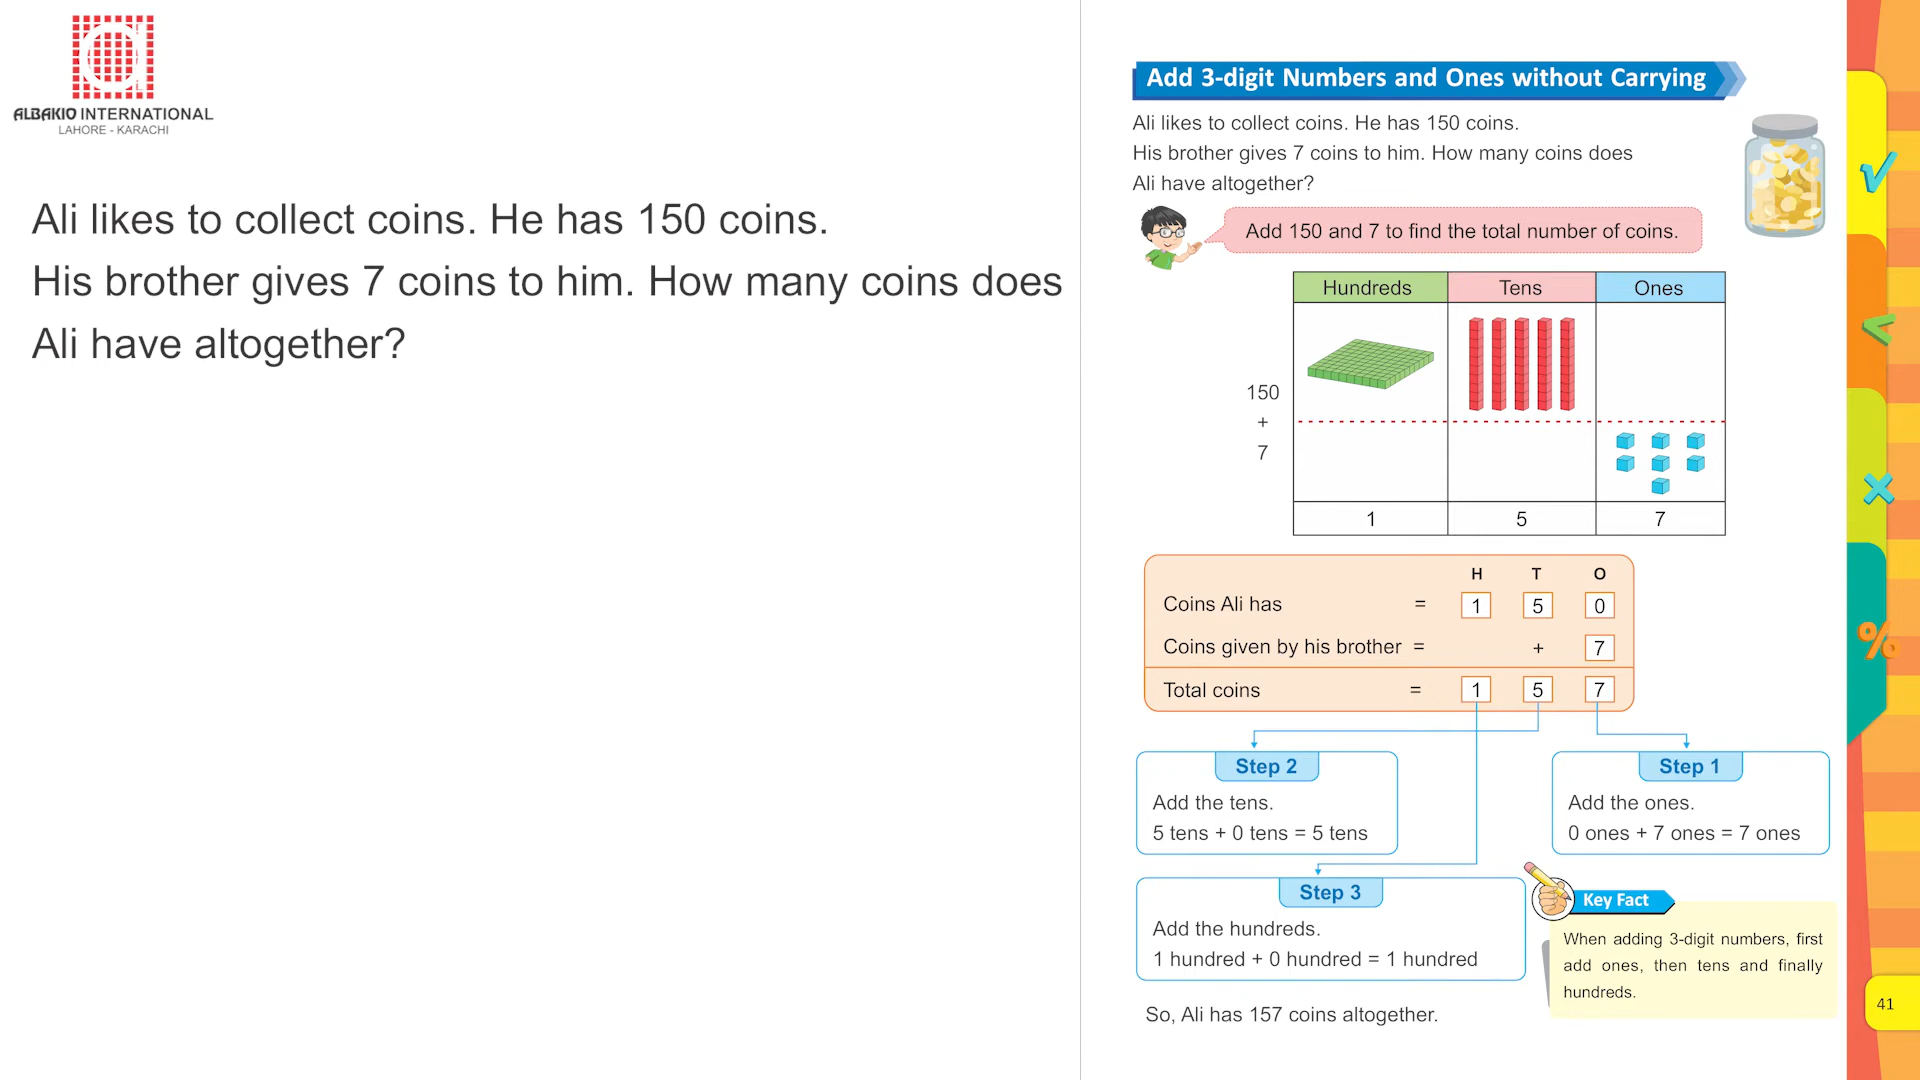 ALBAKIO INTERNATIONAL
LAHORE - KARACHI
Ali likes to collect coins. He has 150 coins.
His brother gives 7 coins to him. How many coins does
Ali have altogether?
Add 3-digit Numbers and Ones without Carrying
Ali likes to collect coins. He has 150 coins.
His brother gives 7 coins to him. How many coins does
Ali have altogether?
Add 150 and 7 to find the total number of coins.
Hundreds Tens Ones
150
+
7
1 5 7
H T O
Coins Ali has = 1 5 0
Coins given by his brother = + 7
Total coins = 1 5 7
Step 2
Add the tens.
5 tens + 0 tens = 5 tens
Step 1
Add the ones.
0 ones + 7 ones = 7 ones
Step 3
Add the hundreds.
1 hundred + 0 hundred = 1 hundred
Key Fact
When adding 3-digit numbers, first
add ones, then tens and finally
hundreds.
So, Ali has 157 coins altogether.
√
<
×
%
41